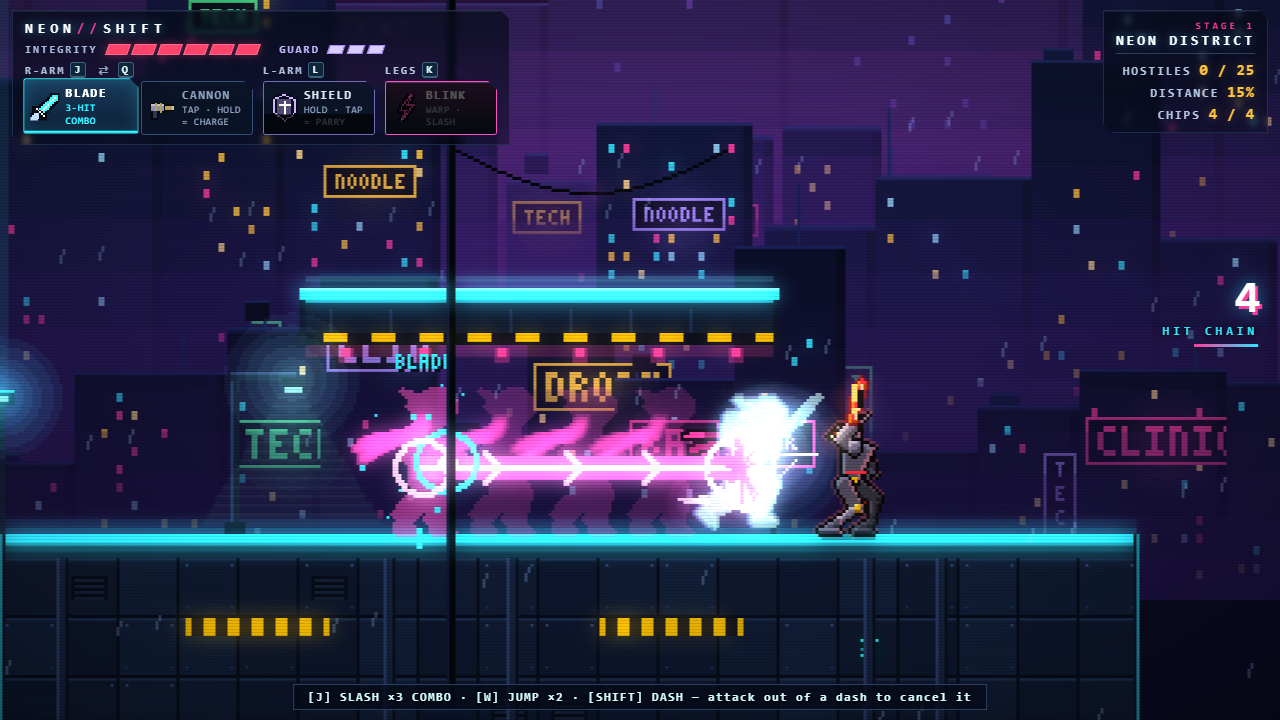 NEON//SHIFT
INTEGRITY GUARD
R-ARM J ⇄ Q L-ARM L LEGS K
BLADE
3-HIT
COMBO
CANNON
TAP · HOLD
= CHARGE
SHIELD
HOLD · TAP
= PARRY
BLINK
WARP ·
SLASH
STAGE 1
NEON DISTRICT
HOSTILES 0 / 25
DISTANCE 15%
CHIPS 4 / 4
TECH
NOODLE
TECH
NOODLE
4
HIT CHAIN
CLINIC
TEC
[J] SLASH ×3 COMBO · [W] JUMP ×2 · [SHIFT] DASH — attack out of a dash to cancel it